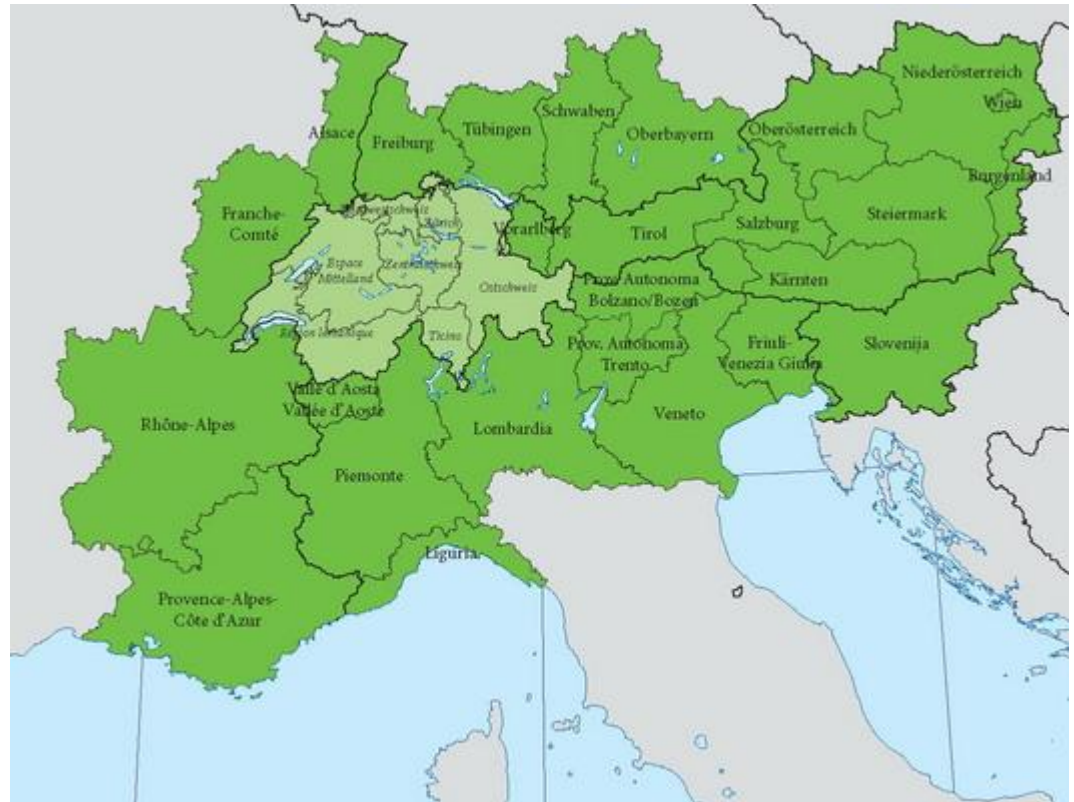 Niederösterreich
Wien
Schwaben
Alsace
Freiburg
Tübingen
Oberbayern
Oberösterreich
Burgenland
Franche-
Comté
Nordwestschweiz
Zürich
Vorarlberg
Tirol
Salzburg
Steiermark
Espace
Mittelland
Zentralschweiz
Ostschweiz
Prov. Autonoma
Bolzano/Bozen
Kärnten
Région lémanique
Ticino
Prov. Autonoma
Trento
Friuli-
Venezia Giulia
Slovenija
Valle d'Aosta
Vallée d'Aoste
Rhône-Alpes
Lombardia
Veneto
Piemonte
Liguria
Provence-Alpes-
Côte d'Azur